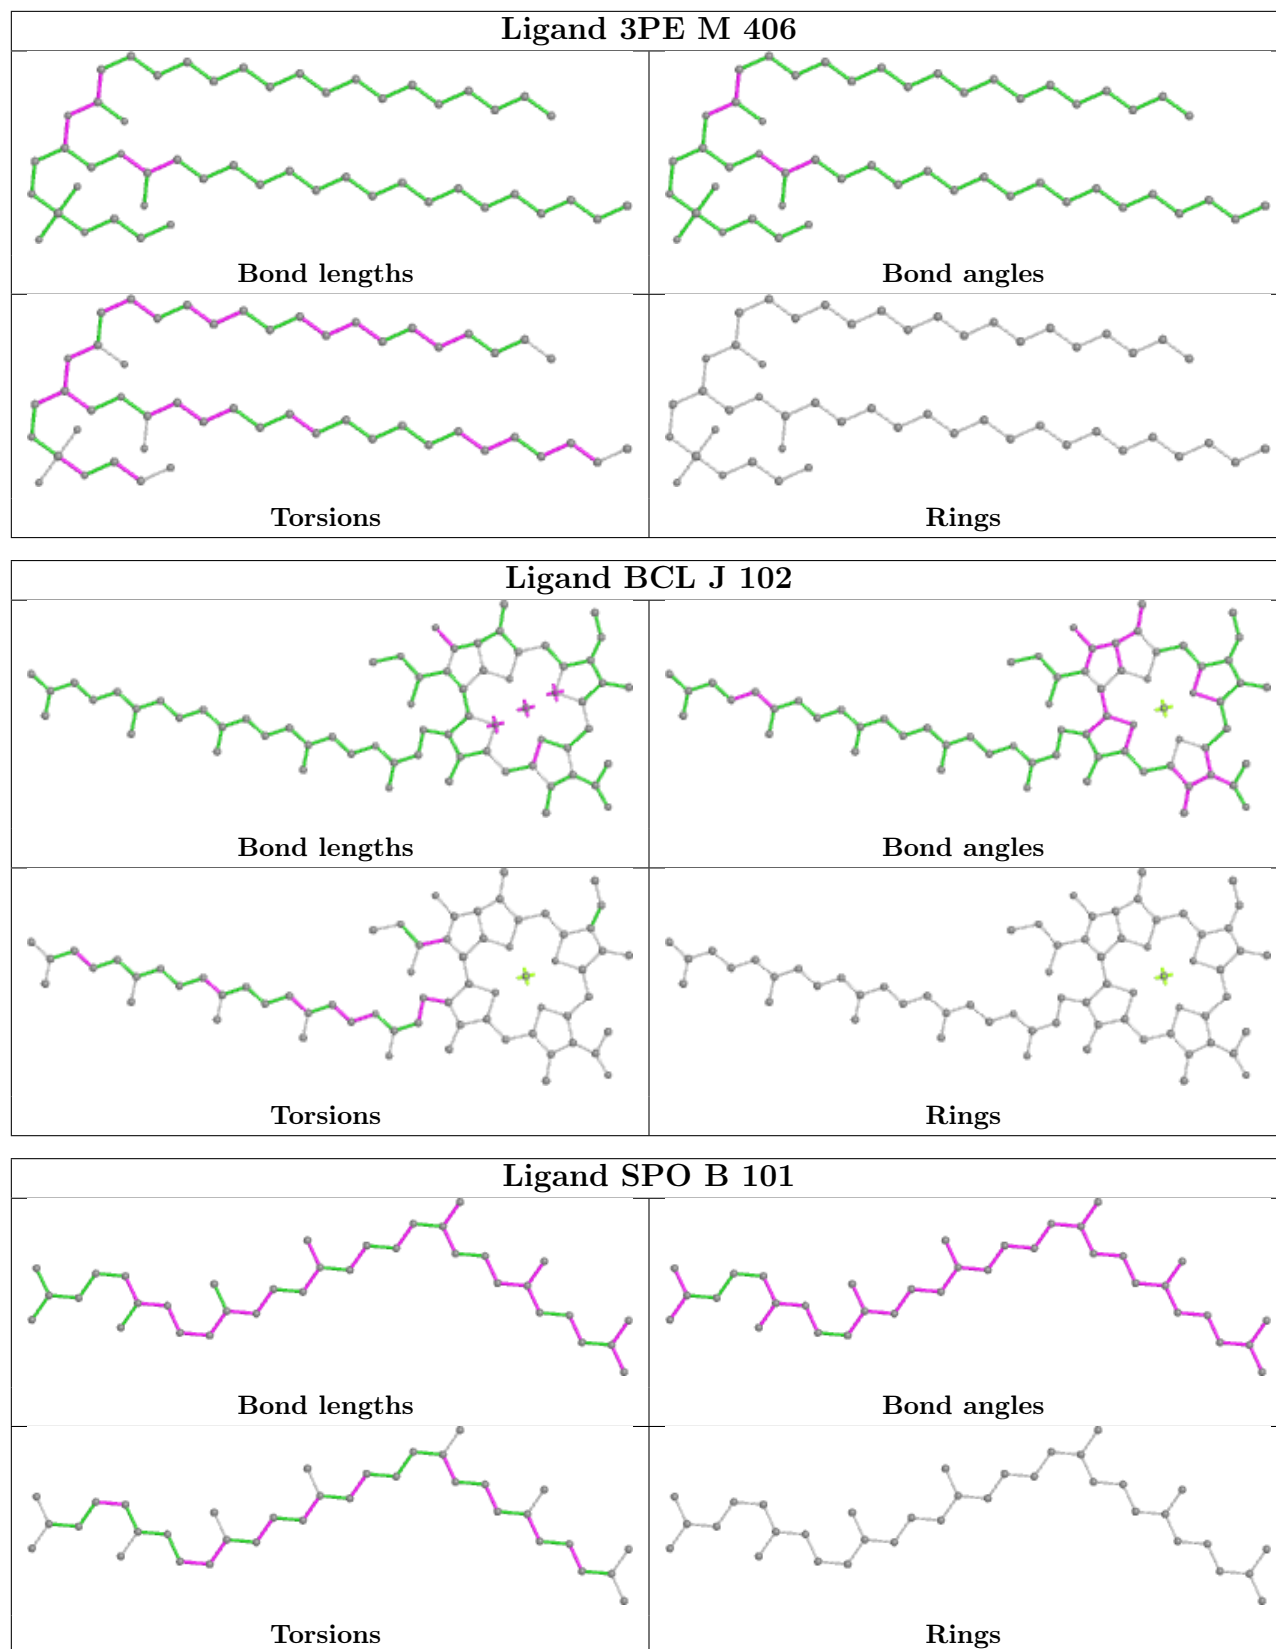 Ligand 3PE M 406
Bond lengths
Bond angles
Torsions
Rings
Ligand BCL J 102
Bond lengths
Bond angles
Torsions
Rings
Ligand SPO B 101
Bond lengths
Bond angles
Torsions
Rings